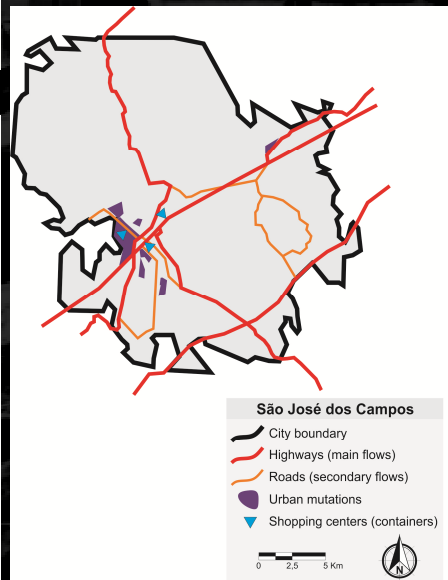 São José dos Campos
City boundary
Highways (main flows)
Roads (secondary flows)
Urban mutations
Shopping centers (containers)
0 2,5 5 Km
N